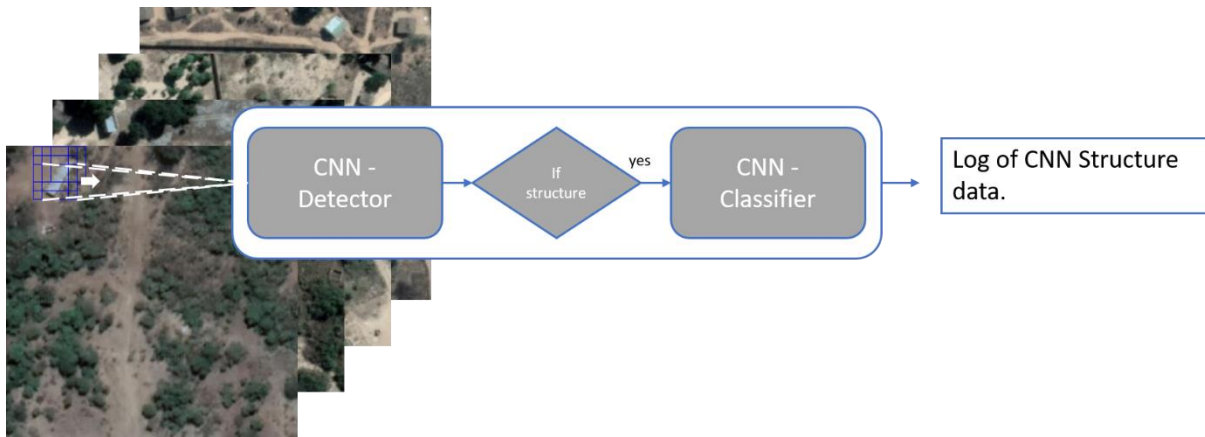 CNN -
Detector
If
structure
yes
CNN -
Classifier
Log of CNN Structure
data.